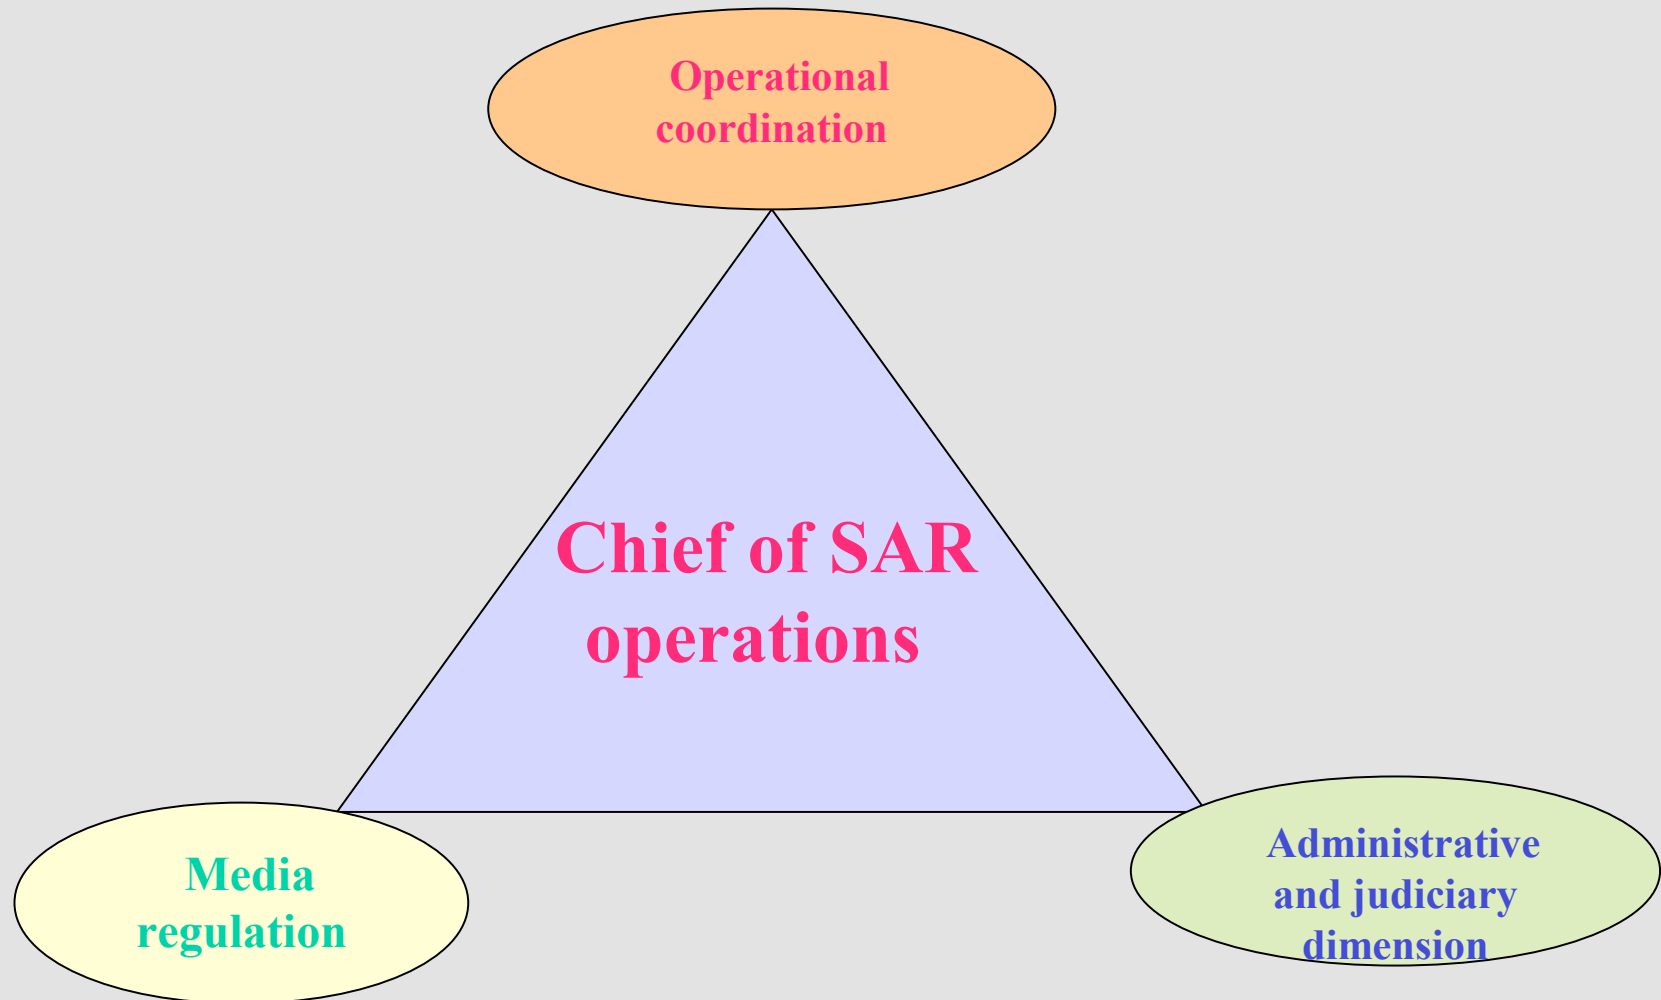 Operational
coordination
Chief of SAR
operations
Media
regulation
Administrative
and judiciary
dimension